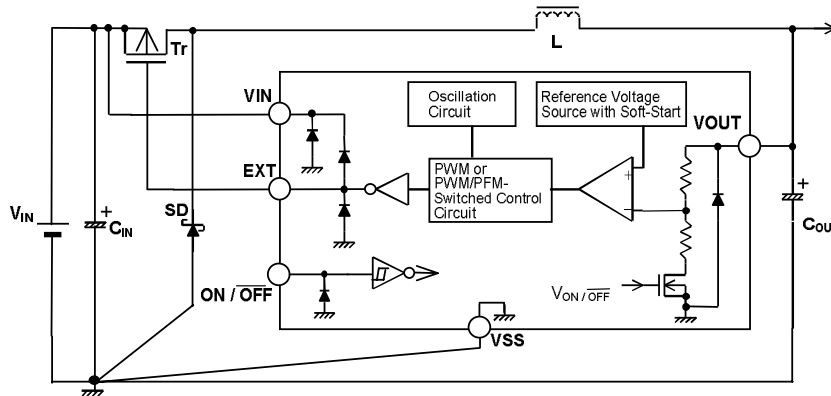 Tr
L
VIN
Oscillation
Circuit
Reference Voltage
Source with Soft-Start
VOUT
EXT
PWM or
PWM/PFM-
Switched Control
Circuit
+
−
VIN
+
CIN
SD
+
COU
ON / OFF
VON / OFF
VSS